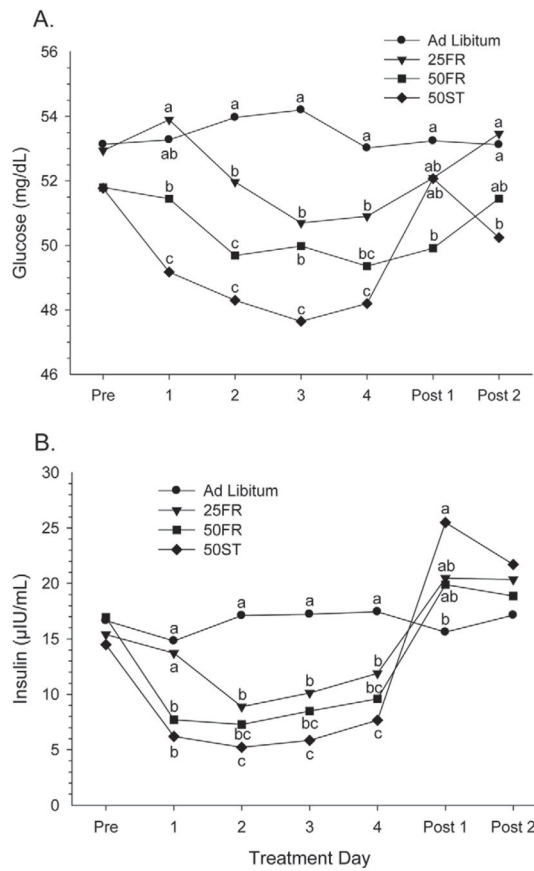 A.
56
54
52
50
48
46
Glucose (mg/dL)
Ad Libitum
25FR
50FR
50ST
a
ab
b
c
a
b
c
c
a
b
b
c
a
b
bc
c
a
ab
ab
b
a
a
ab
b
Pre 1 2 3 4 Post 1 Post 2
B.
30
25
20
15
10
5
0
Insulin (µIU/mL)
Ad Libitum
25FR
50FR
50ST
a
a
b
b
a
b
bc
c
a
b
bc
c
a
b
bc
c
a
ab
ab
b
Pre 1 2 3 4 Post 1 Post 2
Treatment Day